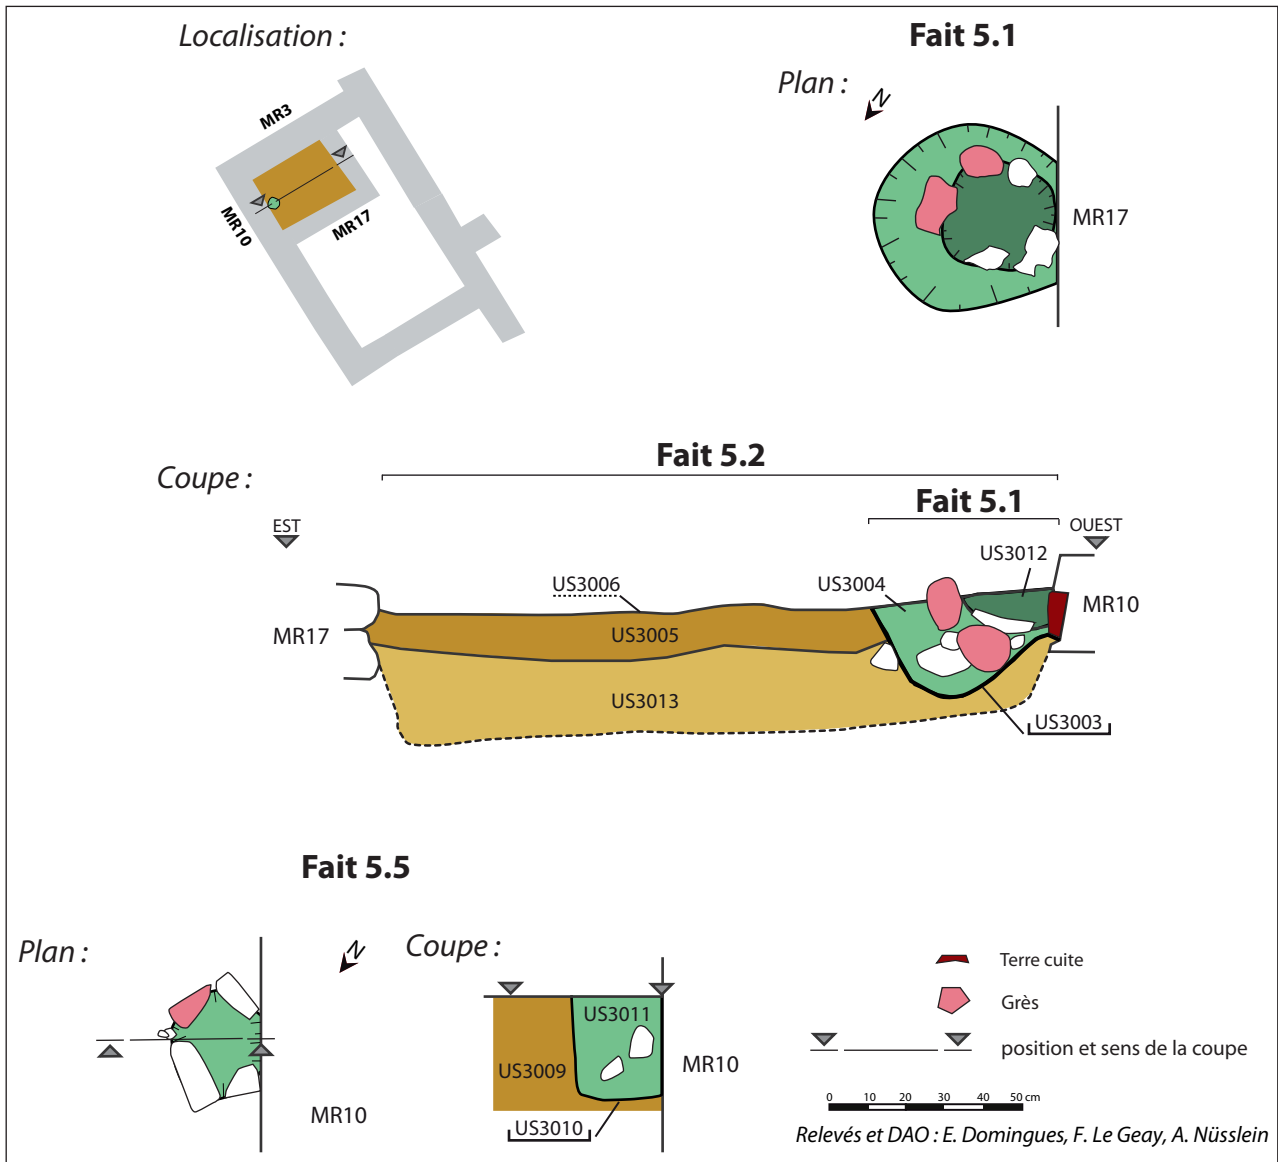 Localisation :
MR3
MR10
MR17
Fait 5.1
Plan :
N
MR17
Fait 5.2
Coupe :
Fait 5.1
EST
OUEST
US3012
US3006
US3004
MR10
MR17
US3005
US3013
US3003
Fait 5.5
Plan :
N
MR10
Coupe :
US3011
US3009
MR10
US3010
Terre cuite
Grès
position et sens de la coupe
0 10 20 30 40 50 cm
Relevés et DAO : E. Domingues, F. Le Geay, A. Nüsslein